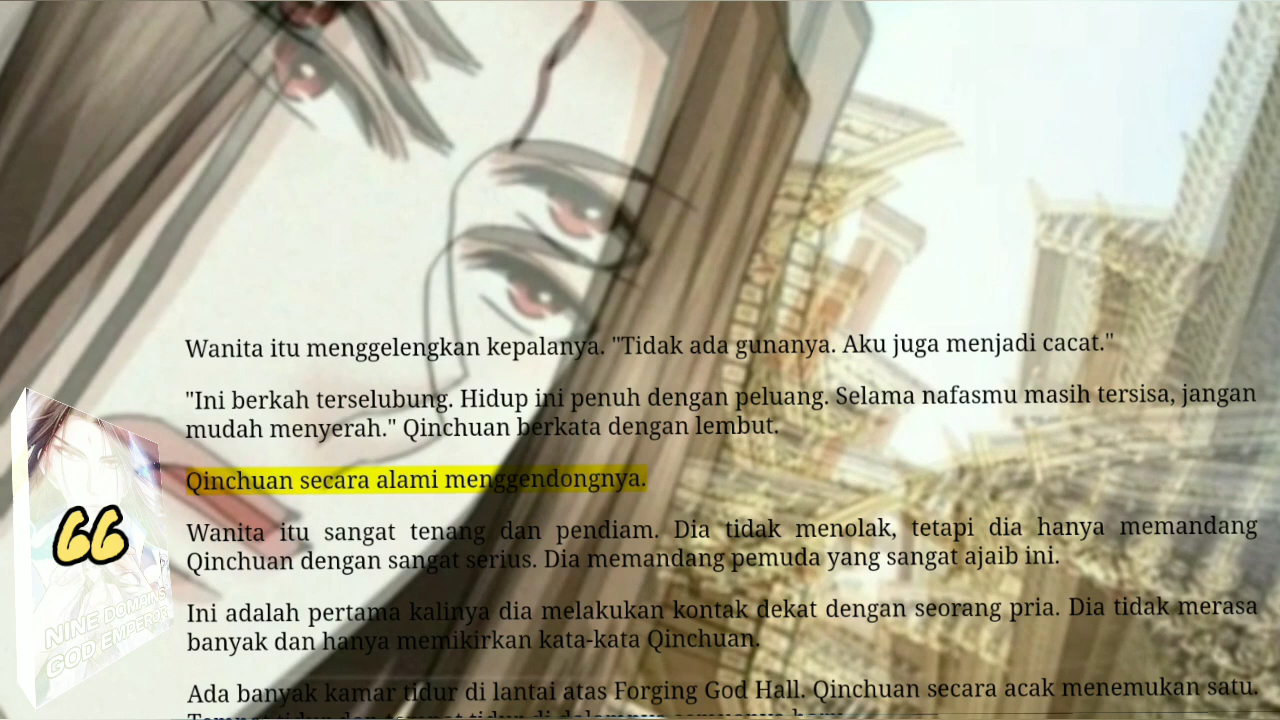 Wanita itu menggelengkan kepalanya. "Tidak ada gunanya. Aku juga menjadi cacat."
"Ini berkah terselubung. Hidup ini penuh dengan peluang. Selama nafasmu masih tersisa, jangan
mudah menyerah." Qinchuan berkata dengan lembut.
Qinchuan secara alami menggendongnya.
Wanita itu sangat tenang dan pendiam. Dia tidak menolak, tetapi dia hanya memandang
Qinchuan dengan sangat serius. Dia memandang pemuda yang sangat ajaib ini.
Ini adalah pertama kalinya dia melakukan kontak dekat dengan seorang pria. Dia tidak merasa
banyak dan hanya memikirkan kata-kata Qinchuan.
Ada banyak kamar tidur di lantai atas Forging God Hall. Qinchuan secara acak menemukan satu.
66
NINE DOMAINS
GOD EMPEROR